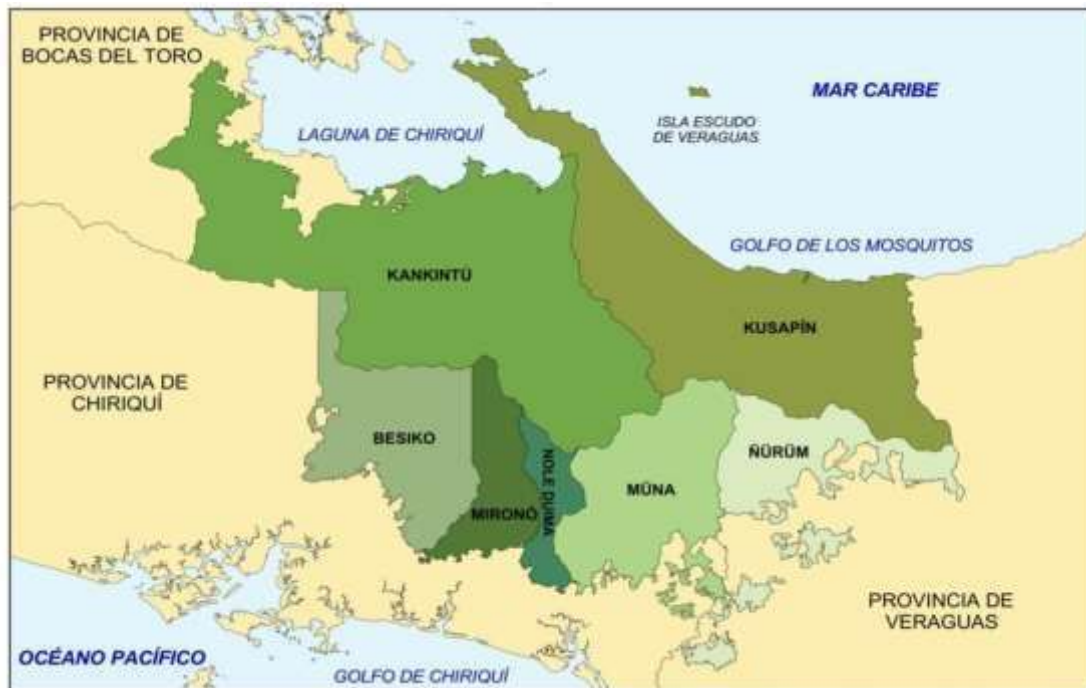 PROVINCIA DE
BOCAS DEL TORO
MAR CARIBE
ISLA ESCUDO
DE VERAGUAS
LAGUNA DE CHIRIQUÍ
GOLFO DE LOS MOSQUITOS
KANKINTÚ
KUSAPÍN
PROVINCIA DE
CHIRIQUÍ
BESIKO
ÑÜRÜM
NOLE DUIMA
MÜNA
MIRONÓ
PROVINCIA DE
VERAGUAS
OCÉANO PACÍFICO
GOLFO DE CHIRIQUÍ